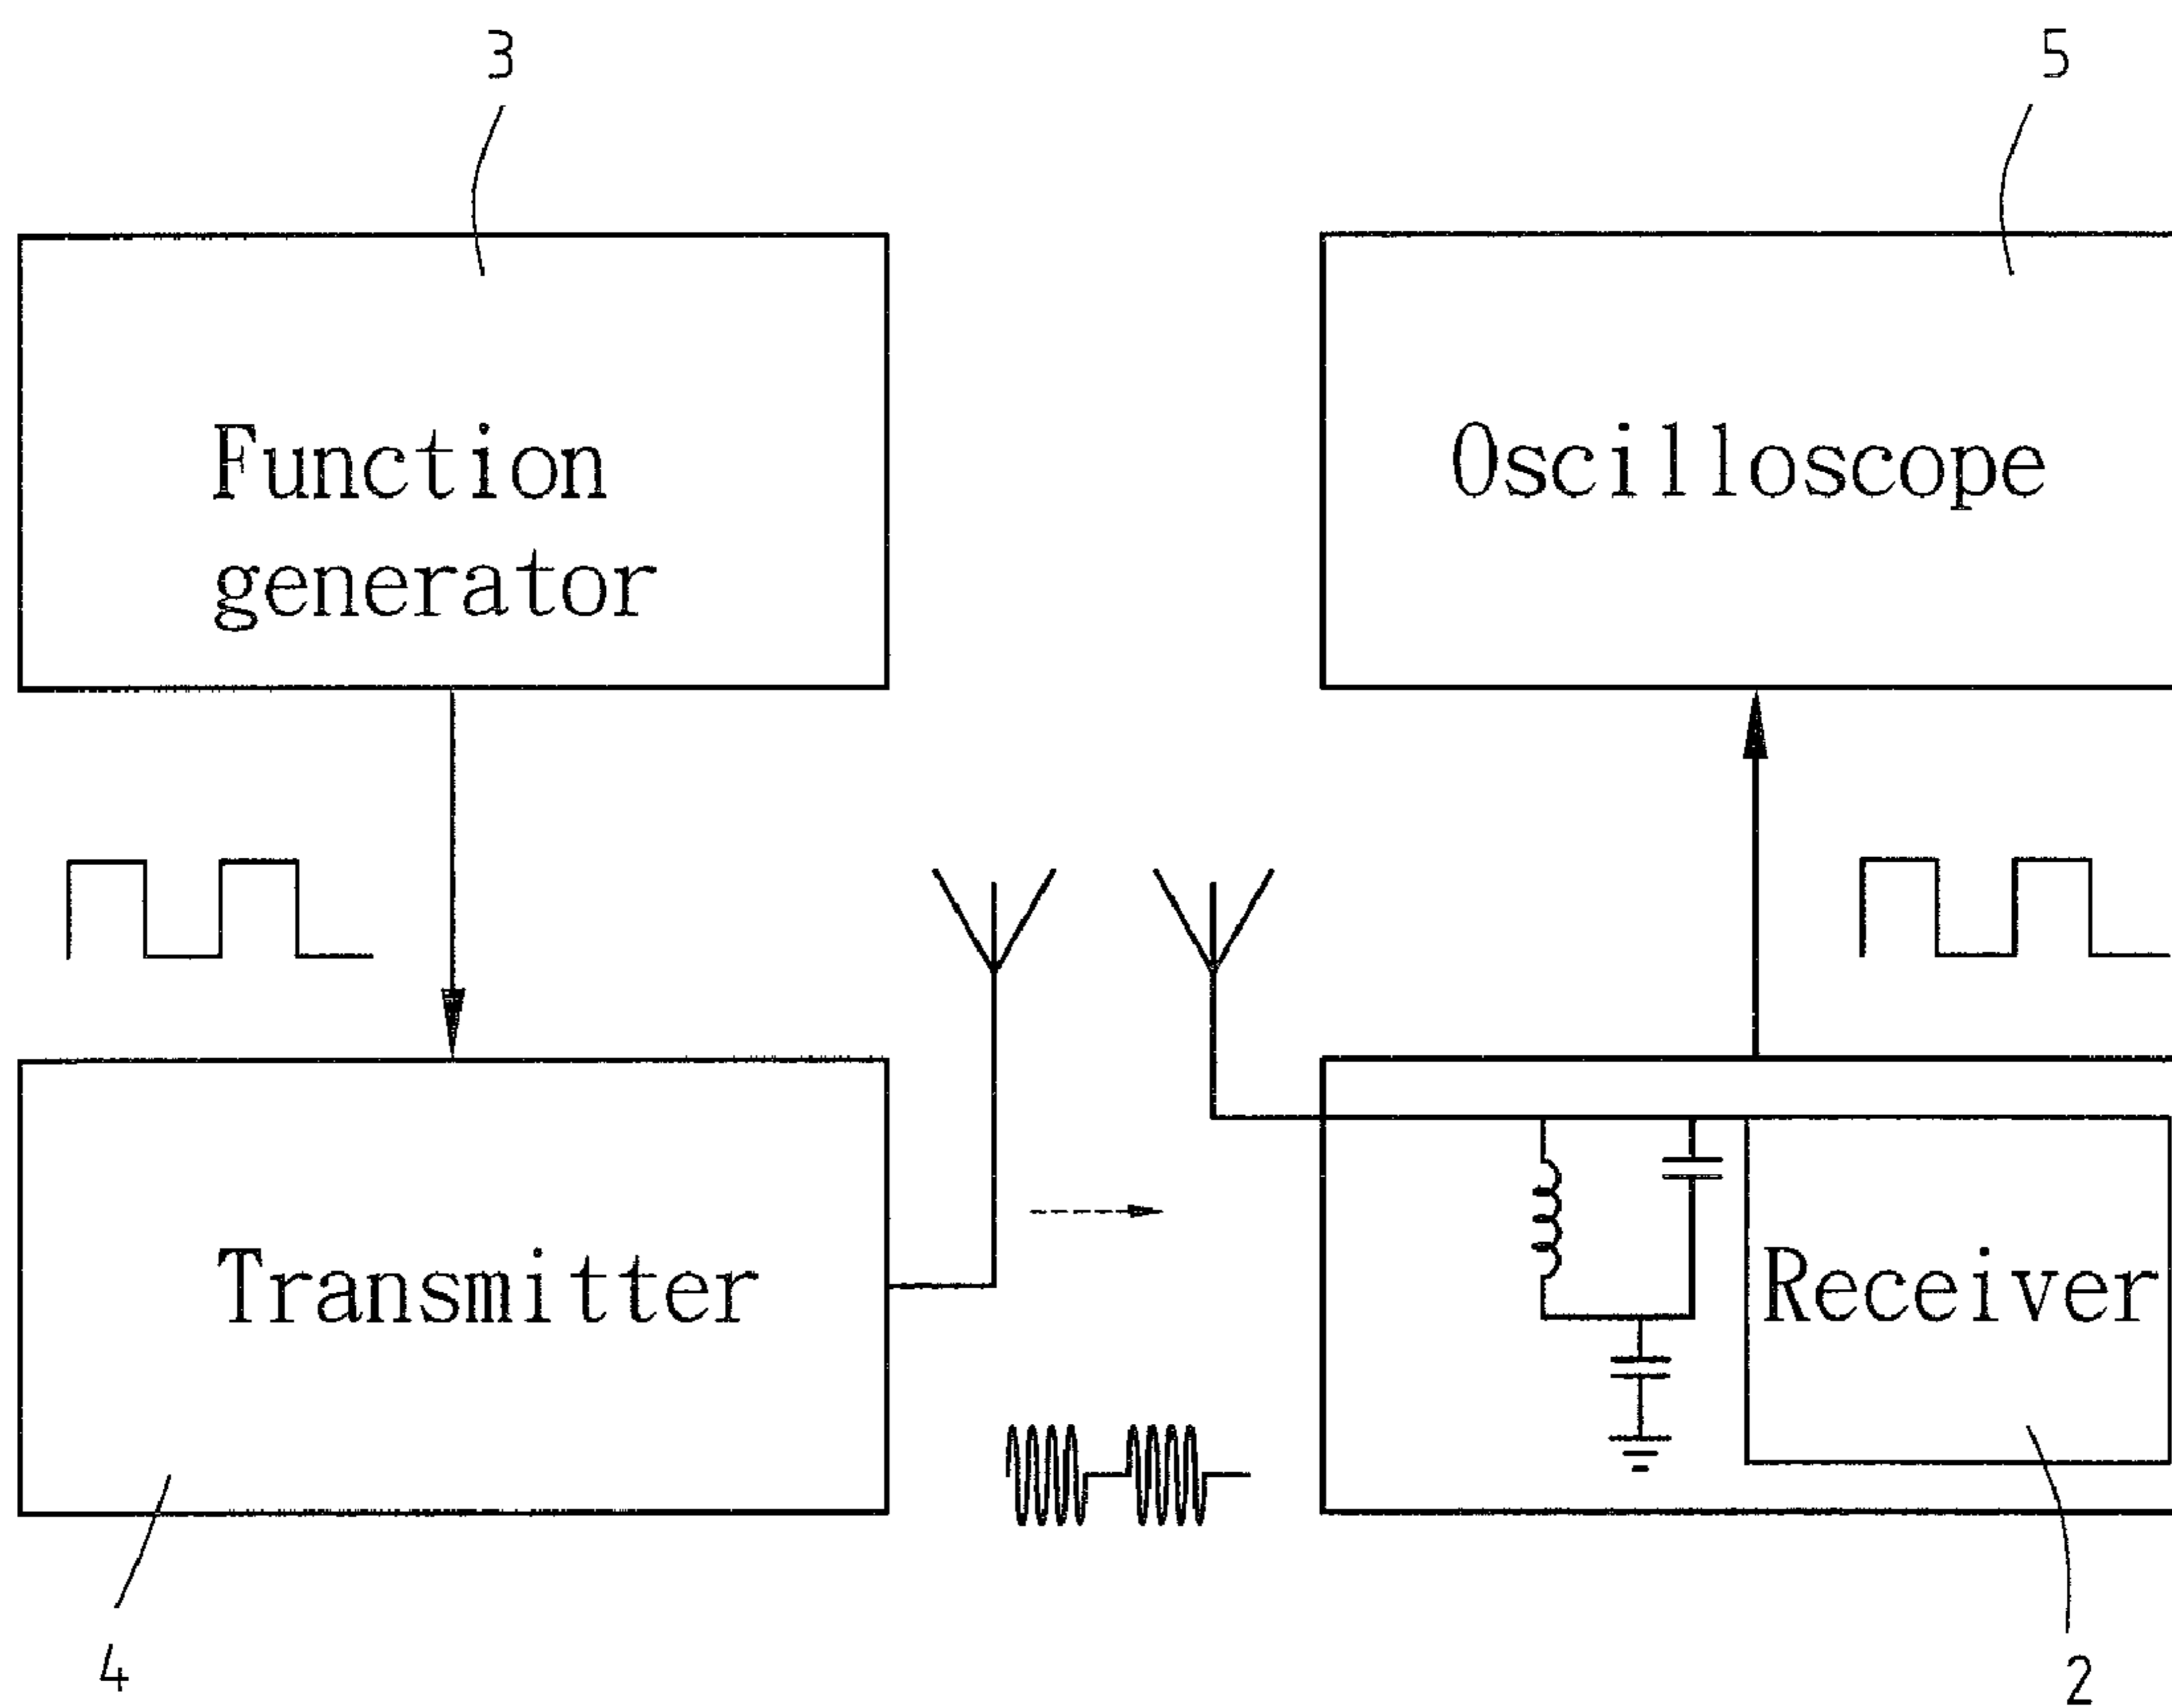 3
5
Function
generator
Oscilloscope
Transmitter
Receiver
4
2